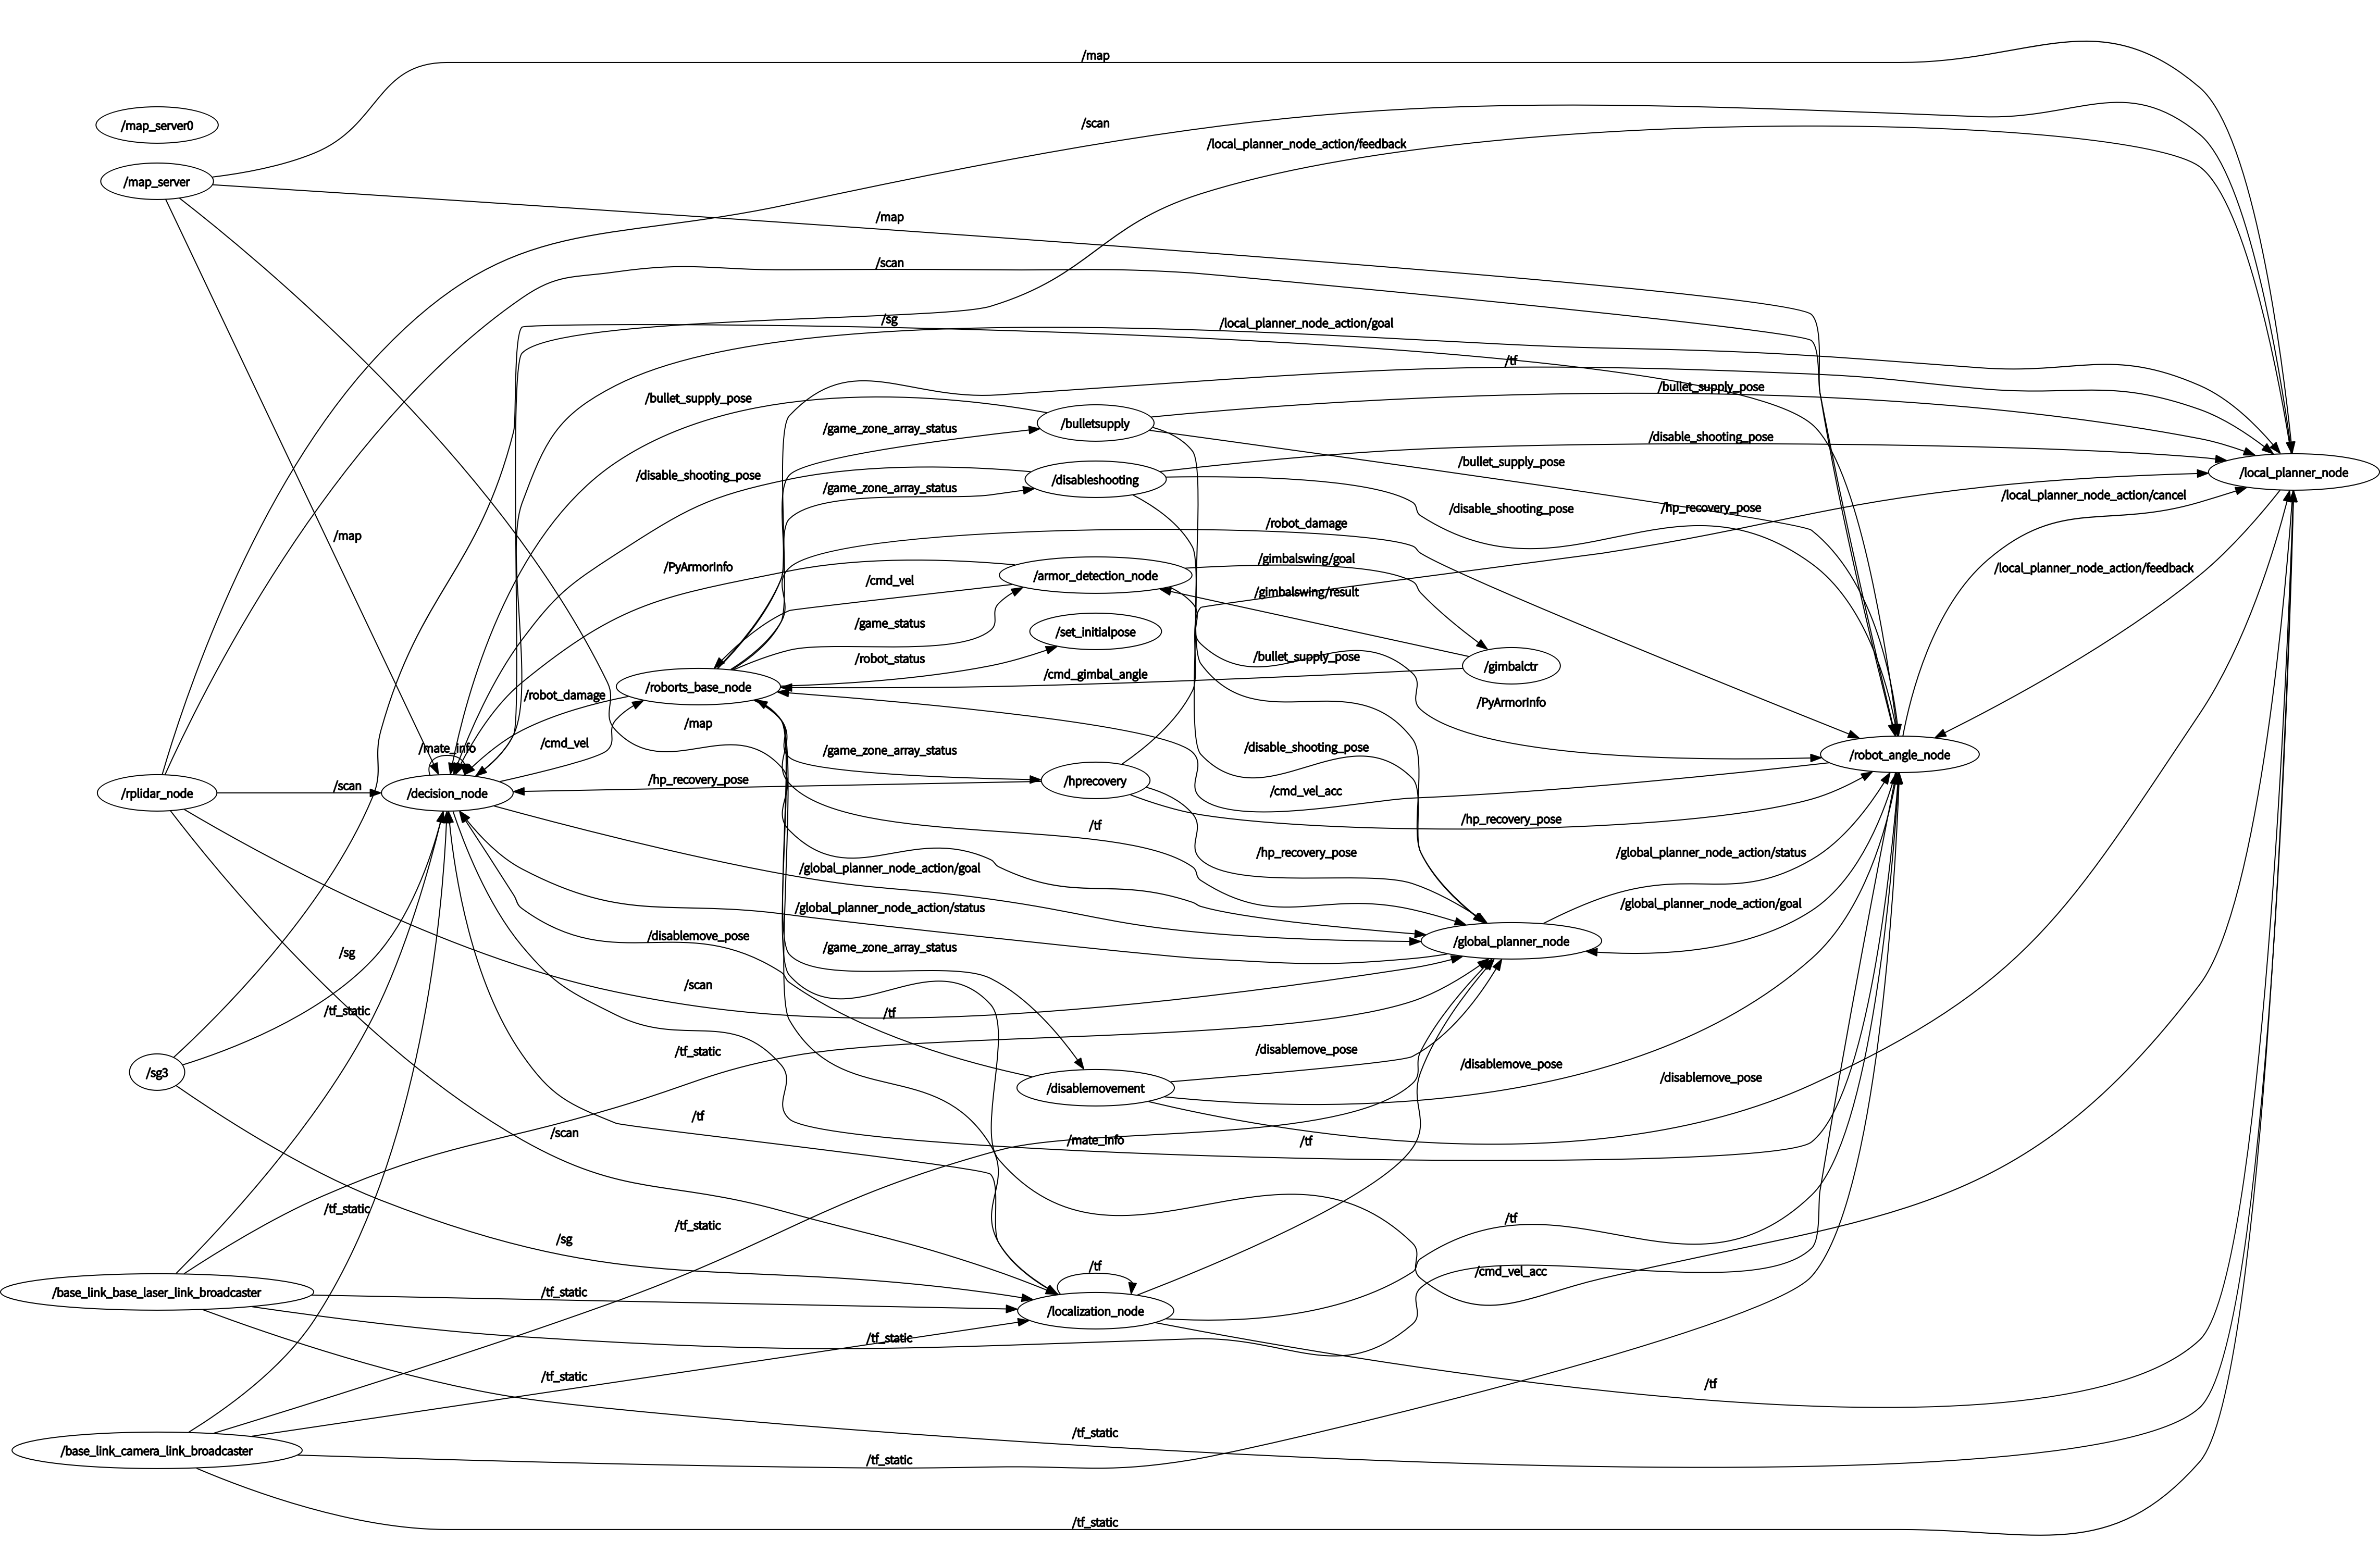 /map
/map_server0
/scan
/local_planner_node_action/feedback
/map_server
/map
/scan
/sg
/local_planner_node_action/goal
/tf
/bullet_supply_pose
/bullet_supply_pose
/bulletsupply
/game_zone_array_status
/disable_shooting_pose
/bullet_supply_pose
/local_planner_node
/disable_shooting_pose
/disableshooting
/game_zone_array_status
/local_planner_node_action/cancel
/disable_shooting_pose
/hp_recovery_pose
/robot_damage
/map
/gimbalswing/goal
/PyArmorInfo
/local_planner_node_action/feedback
/armor_detection_node
/cmd_vel
/gimbalswing/result
/game_status
/set_initialpose
/robot_status
/bullet_supply_pose
/gimbalctr
/cmd_gimbal_angle
/roborts_base_node
/robot_damage
/PyArmorInfo
/map
/cmd_vel
/mate_info
/game_zone_array_status
/disable_shooting_pose
/robot_angle_node
/hp_recovery_pose
/hprecovery
/scan
/rplidar_node
/decision_node
/cmd_vel_acc
/hp_recovery_pose
/tf
/hp_recovery_pose
/global_planner_node_action/status
/global_planner_node_action/goal
/global_planner_node_action/goal
/global_planner_node_action/status
/disablemove_pose
/global_planner_node
/game_zone_array_status
/sg
/scan
/tf_static
/tf
/tf_static
/disablemove_pose
/disablemove_pose
/sg3
/disablemove_pose
/disablemovement
/tf
/scan
/mate_info
/tf
/tf_static
/tf_static
/tf
/sg
/tf
/cmd_vel_acc
/base_link_base_laser_link_broadcaster
/tf_static
/localization_node
/tf_static
/tf_static
/tf
/tf_static
/base_link_camera_link_broadcaster
/tf_static
/tf_static